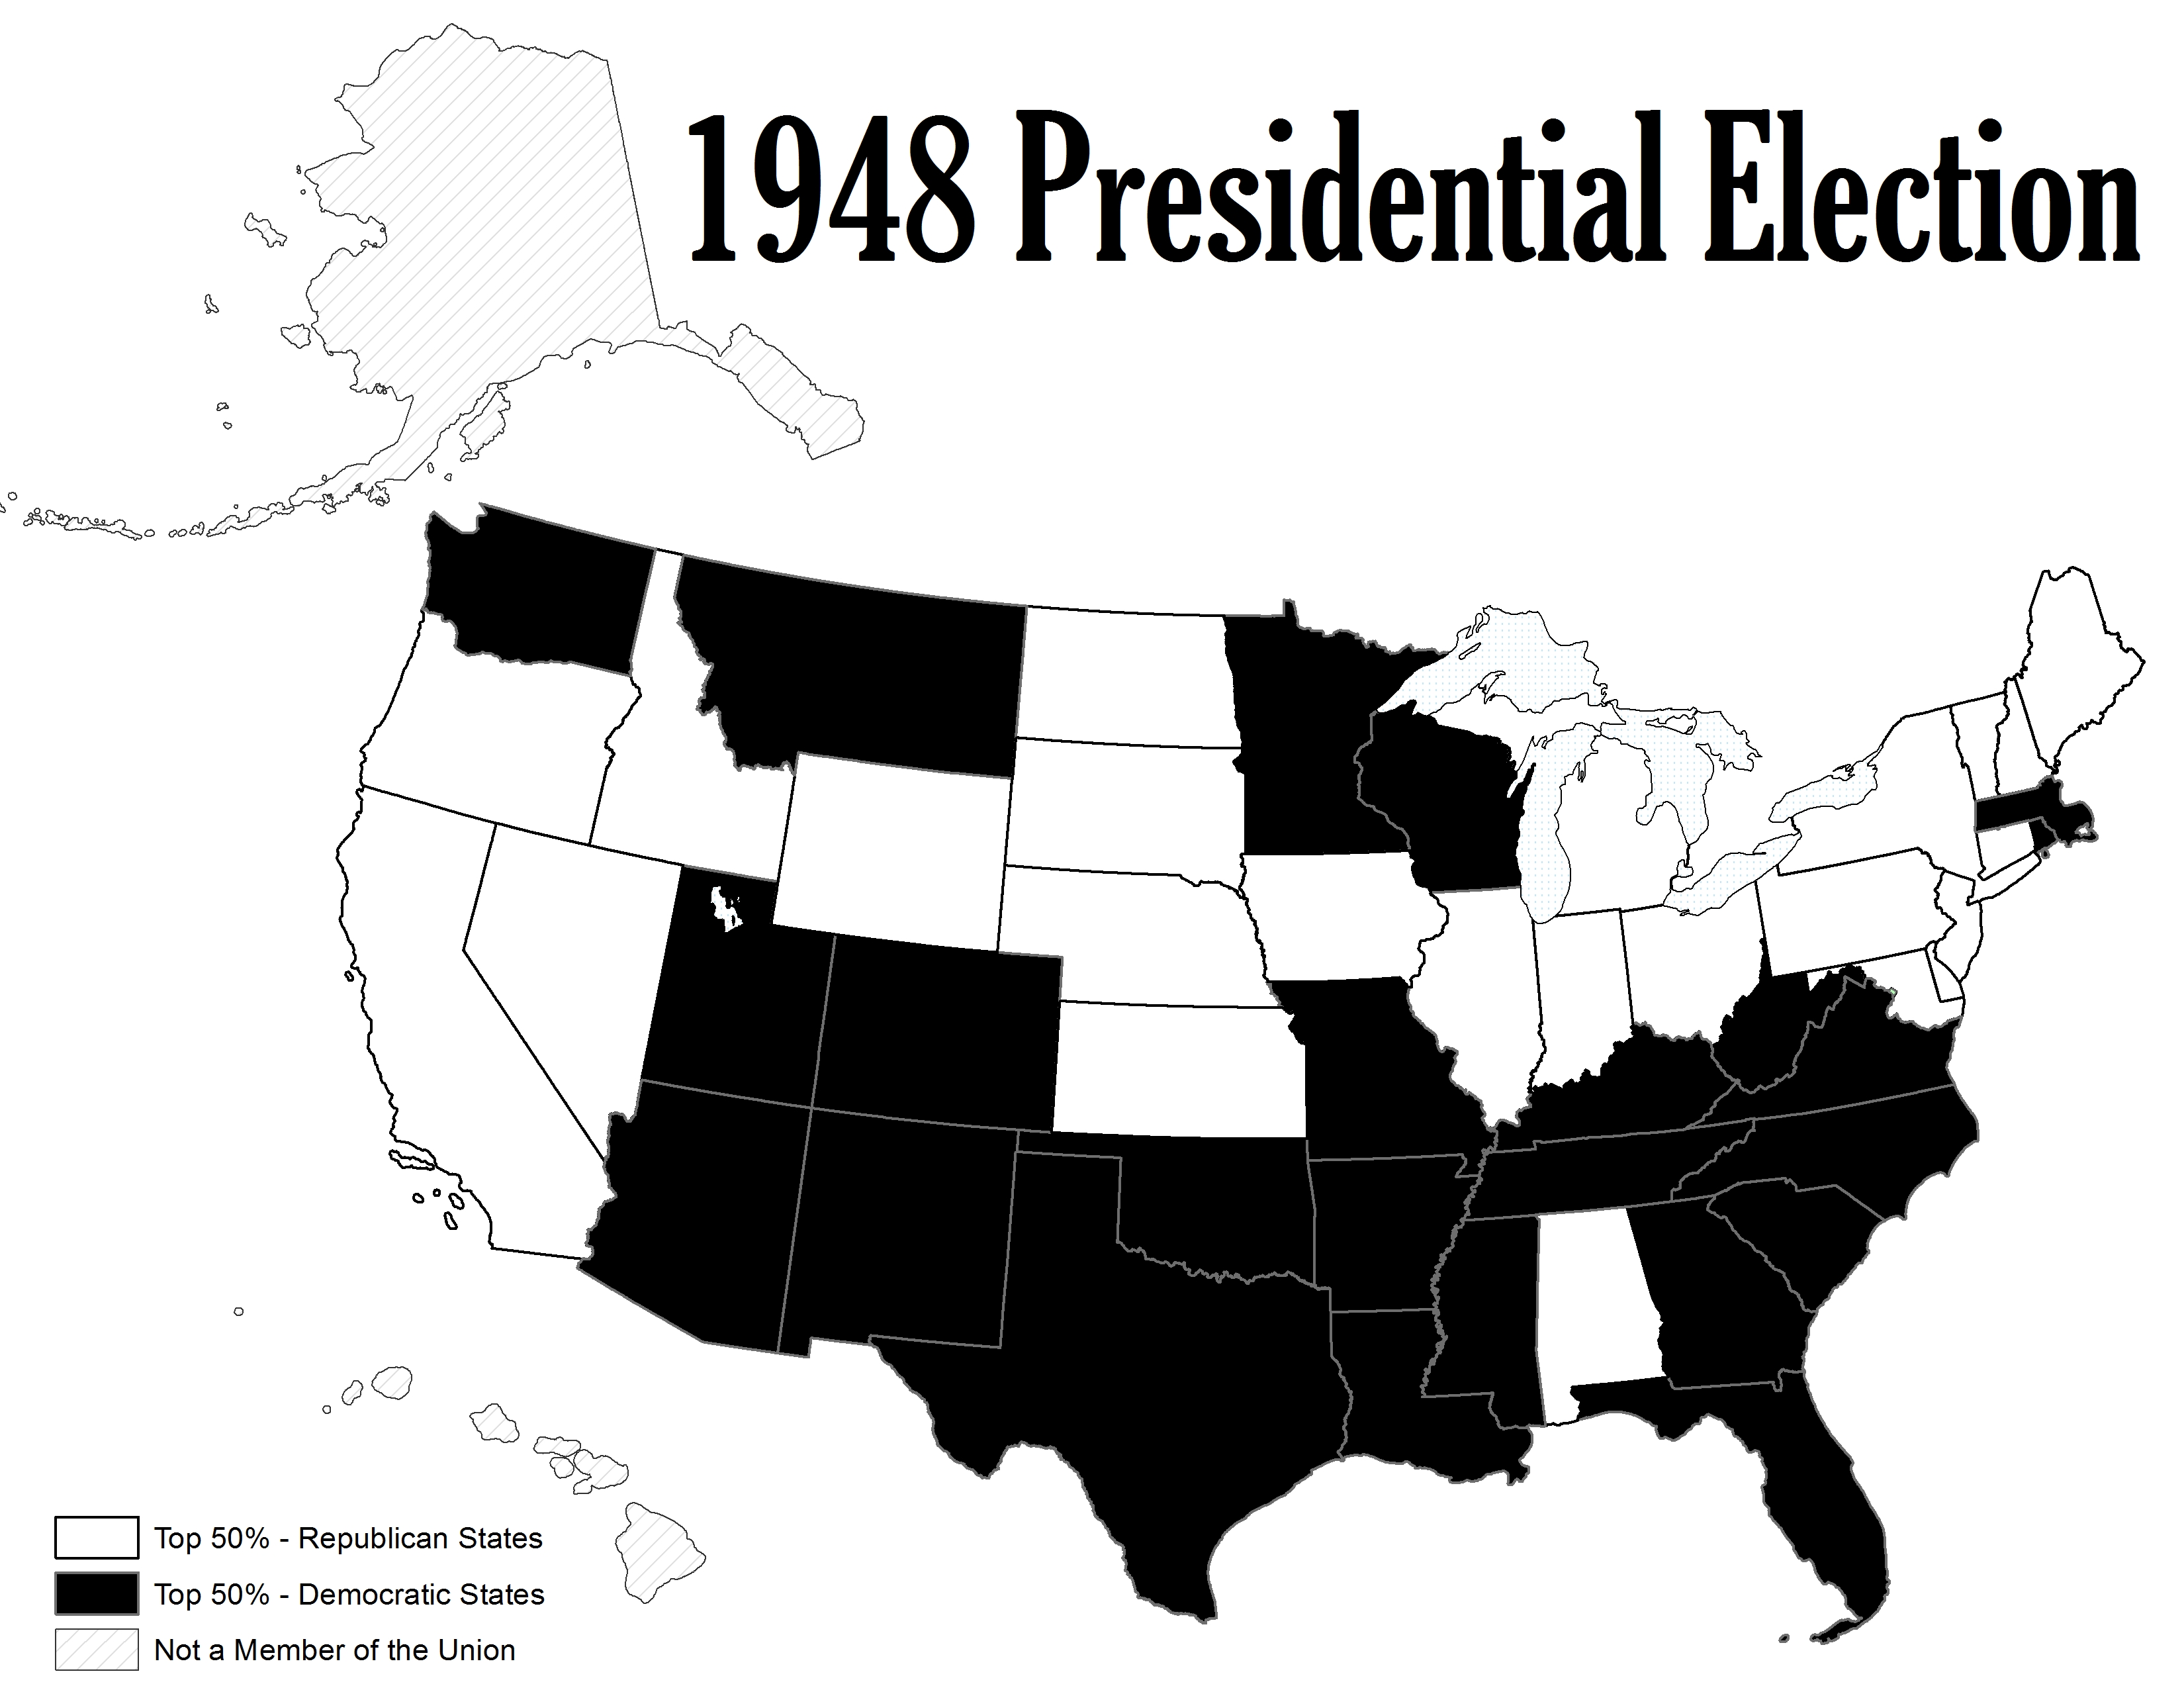 1948 Presidential Election
Top 50% - Republican States
Top 50% - Democratic States
Not a Member of the Union